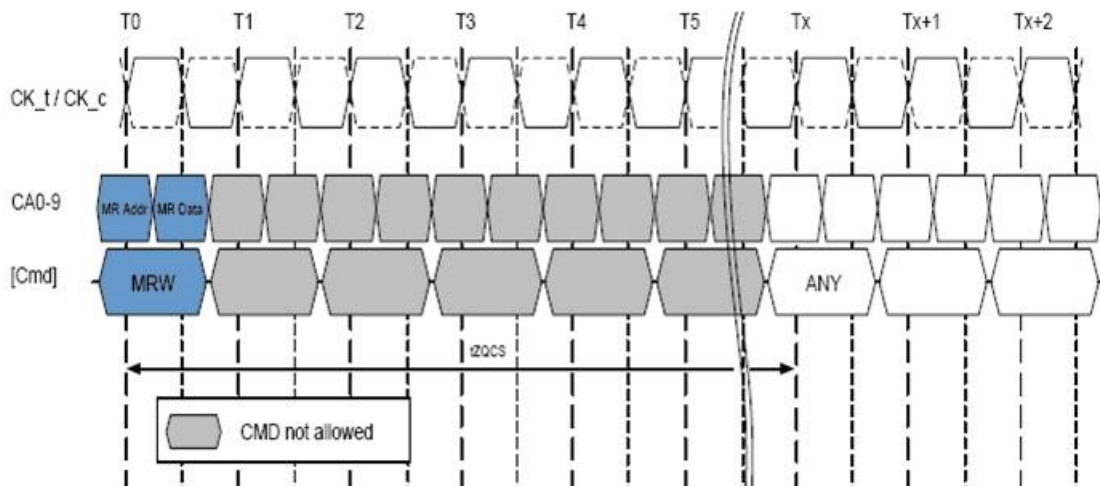 T0 T1 T2 T3 T4 T5 Tx Tx+1 Tx+2
CK_t / CK_c
CA0-9 MR Addr MR Data
[Cmd] MRW ANY
tZQCS
CMD not allowed